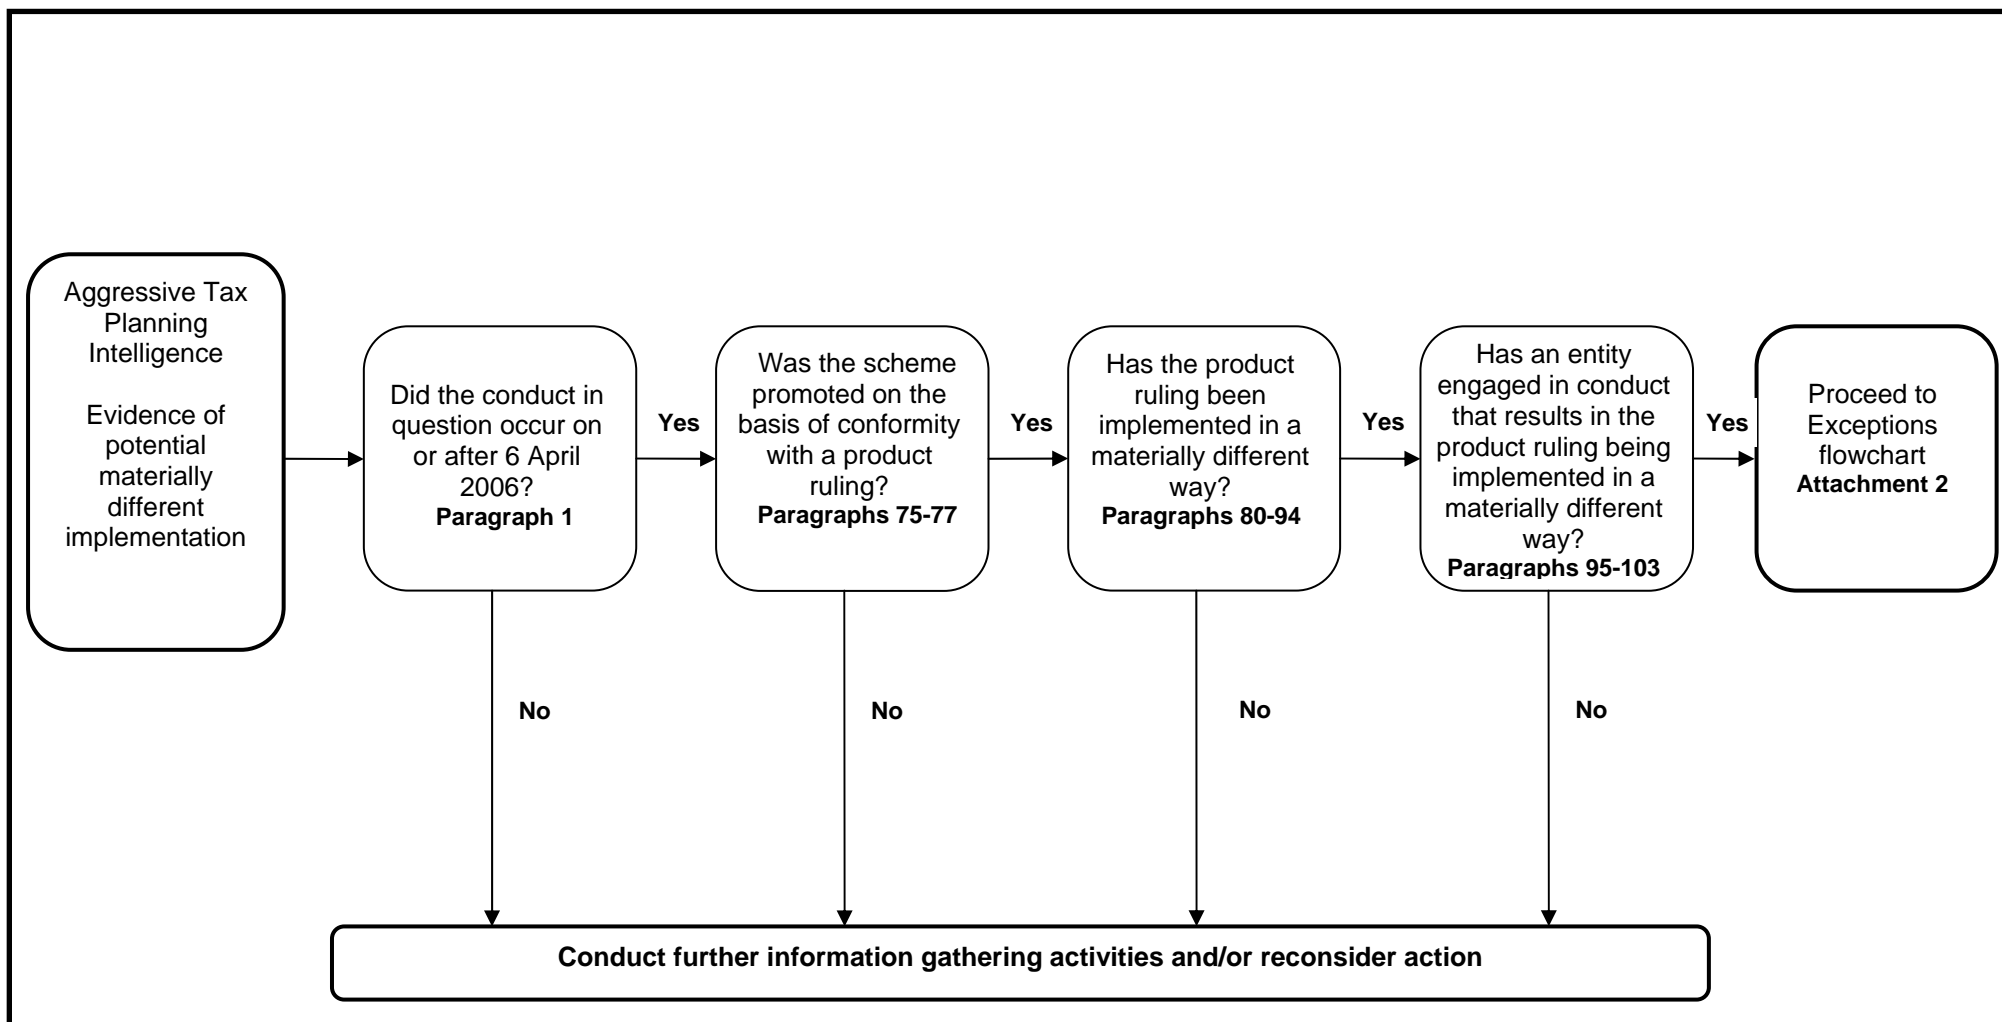 Aggressive Tax
Planning
Intelligence
Evidence of
potential
materially
different
implementation
Did the conduct in
question occur on
or after 6 April
2006?
Paragraph 1
Yes
Was the scheme
promoted on the
basis of conformity
with a product
ruling?
Paragraphs 75-77
Yes
Has the product
ruling been
implemented in a
materially different
way?
Paragraphs 80-94
Yes
Has an entity
engaged in conduct
that results in the
product ruling being
implemented in a
materially different
way?
Paragraphs 95-103
Yes
Proceed to
Exceptions
flowchart
Attachment 2
No
No
No
No
Conduct further information gathering activities and/or reconsider action